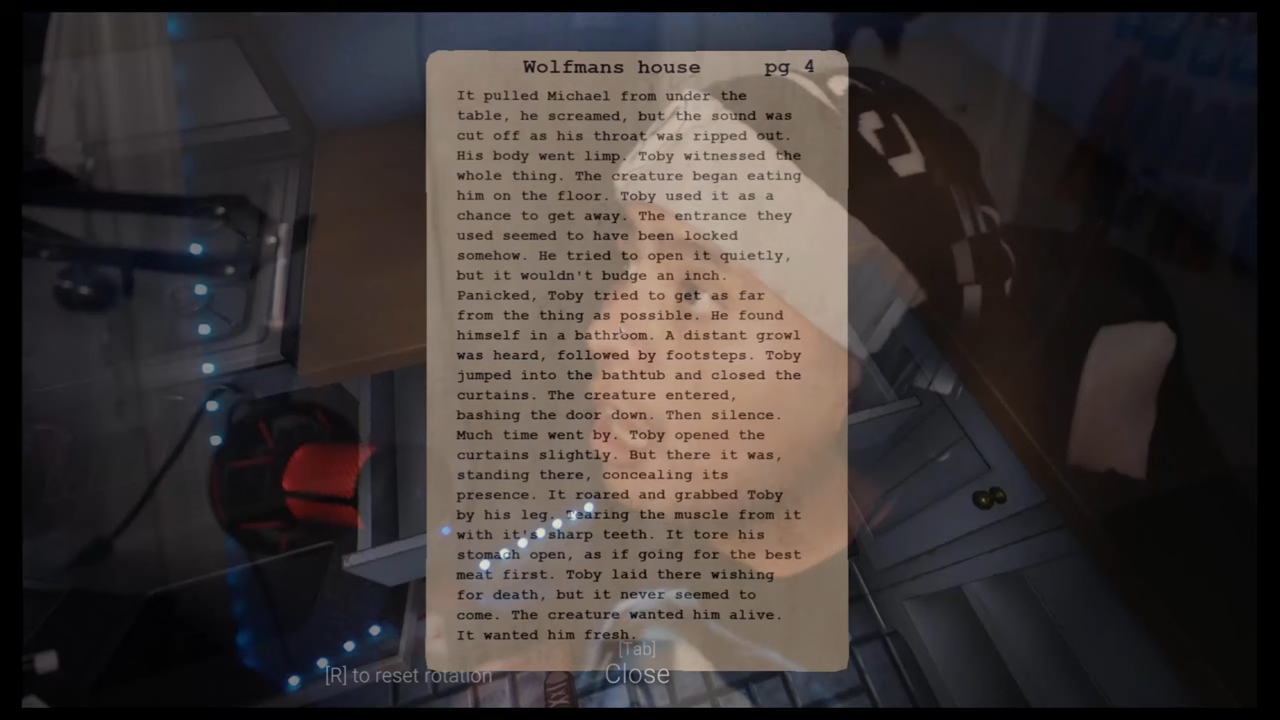 Wolfmans house pg 4
It pulled Michael from under the
table, he screamed, but the sound was
cut off as his throat was ripped out.
His body went limp. Toby witnessed the
whole thing. The creature began eating
him on the floor. Toby used it as a
chance to get away. The entrance they
used seemed to have been locked
somehow. He tried to open it quietly,
but it wouldn't budge an inch.
Panicked, Toby tried to get as far
from the thing as possible. He found
himself in a bathroom. A distant growl
was heard, followed by footsteps. Toby
jumped into the bathtub and closed the
curtains. The creature entered,
bashing the door down. Then silence.
Much time went by. Toby opened the
curtains slightly. But there it was,
standing there, concealing its
presence. It roared and grabbed Toby
by his leg. Tearing the muscle from it
with it's sharp teeth. It tore his
stomach open, as if going for the best
meat first. Toby laid there wishing
for death, but it never seemed to
come. The creature wanted him alive.
It wanted him fresh.
[Tab]
[R] to reset rotation Close